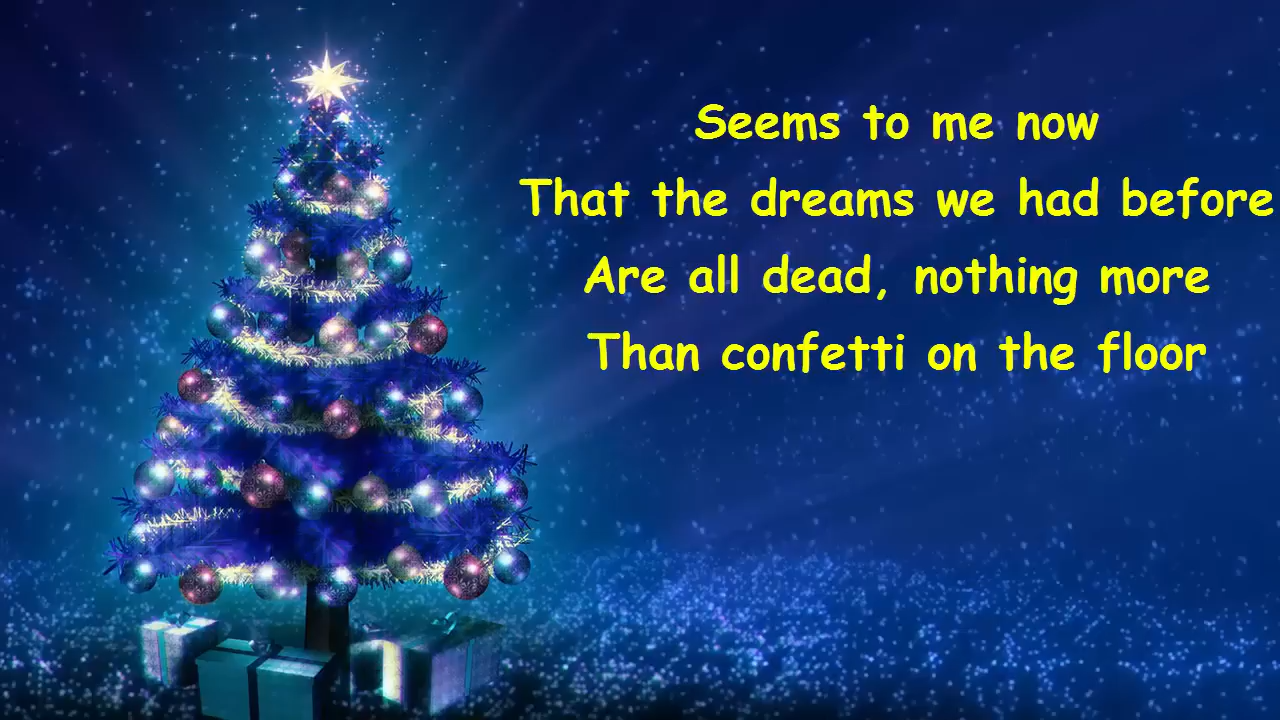 Seems to me now
That the dreams we had before
Are all dead, nothing more
Than confetti on the floor